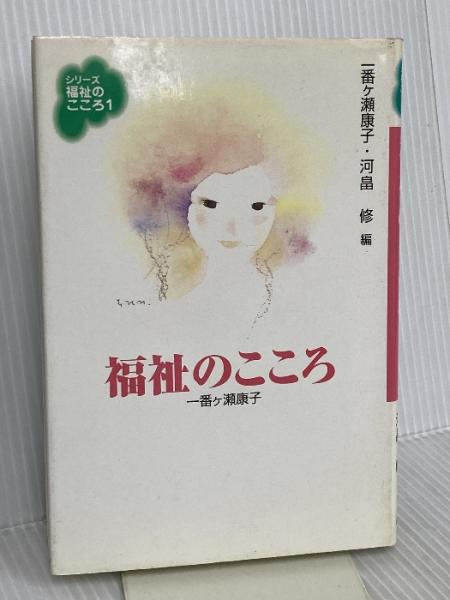 シリーズ
福祉の
こころ1
一番ヶ瀬康子・河畠 修 編
福祉のこころ
一番ヶ瀬康子